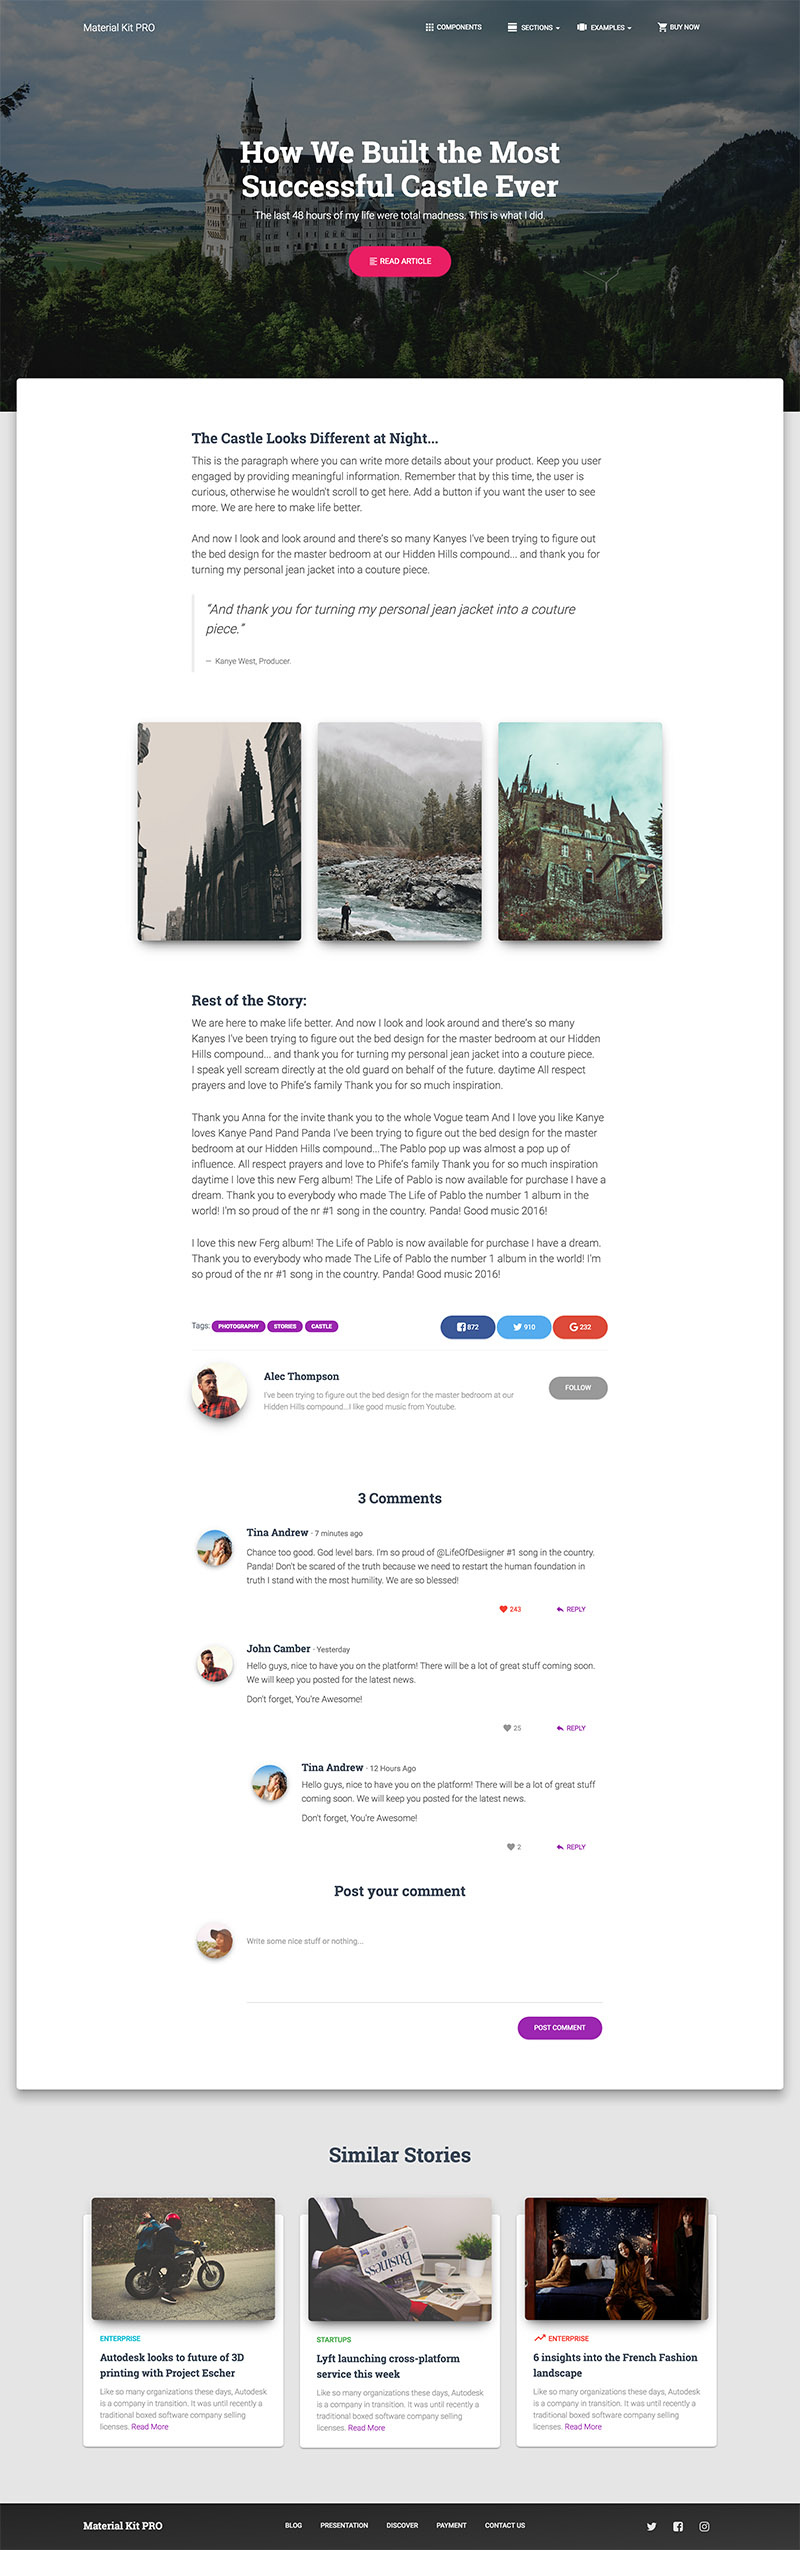 Material Kit PRO
COMPONENTS
SECTIONS
EXAMPLES
BUY NOW
How We Built the Most
Successful Castle Ever
The last 48 hours of my life were total madness. This is what I did.
READ ARTICLE
The Castle Looks Different at Night...
This is the paragraph where you can write more details about your product. Keep you user
engaged by providing meaningful information. Remember that by this time, the user is
curious, otherwise he wouldn't scroll to get here. Add a button if you want the user to see
more. We are here to make life better.
And now I look and look around and there's so many Kanyes I've been trying to figure out
the bed design for the master bedroom at our Hidden Hills compound... and thank you for
turning my personal jean jacket into a couture piece.
“And thank you for turning my personal jean jacket into a couture
piece.”
— Kanye West, Producer.
Rest of the Story:
We are here to make life better. And now I look and look around and there's so many
Kanyes I've been trying to figure out the bed design for the master bedroom at our Hidden
Hills compound... and thank you for turning my personal jean jacket into a couture piece.
I speak yell scream directly at the old guard on behalf of the future. daytime All respect
prayers and love to Phife's family Thank you for so much inspiration.
Thank you Anna for the invite thank you to the whole Vogue team And I love you like Kanye
loves Kanye Pand Pand Panda I've been trying to figure out the bed design for the master
bedroom at our Hidden Hills compound...The Pablo pop up was almost a pop up of
influence. All respect prayers and love to Phife's family Thank you for so much inspiration
daytime I love this new Ferg album! The Life of Pablo is now available for purchase I have a
dream. Thank you to everybody who made The Life of Pablo the number 1 album in the
world! I'm so proud of the nr #1 song in the country. Panda! Good music 2016!
I love this new Ferg album! The Life of Pablo is now available for purchase I have a dream.
Thank you to everybody who made The Life of Pablo the number 1 album in the world! I'm
so proud of the nr #1 song in the country. Panda! Good music 2016!
Tags: PHOTOGRAPHY STORIES CASTLE
872
910
232
Alec Thompson
I've been trying to figure out the bed design for the master bedroom at our
Hidden Hills compound...I like good music from Youtube.
FOLLOW
3 Comments
Tina Andrew · 7 minutes ago
Chance too good. God level bars. I'm so proud of @LifeOfDesiigner #1 song in the country.
Panda! Don't be scared of the truth because we need to restart the human foundation in
truth I stand with the most humility. We are so blessed!
243
REPLY
John Camber · Yesterday
Hello guys, nice to have you on the platform! There will be a lot of great stuff coming soon.
We will keep you posted for the latest news.
Don't forget, You're Awesome!
25
REPLY
Tina Andrew · 12 Hours Ago
Hello guys, nice to have you on the platform! There will be a lot of great stuff
coming soon. We will keep you posted for the latest news.
Don't forget, You're Awesome!
2
REPLY
Post your comment
Write some nice stuff or nothing...
POST COMMENT
Similar Stories
ENTERPRISE
Autodesk looks to future of 3D
printing with Project Escher
Like so many organizations these days, Autodesk
is a company in transition. It was until recently a
traditional boxed software company selling
licenses. Read More
Business
STARTUPS
Lyft launching cross-platform
service this week
Like so many organizations these days, Autodesk
is a company in transition. It was until recently a
traditional boxed software company selling
licenses. Read More
ENTERPRISE
6 insights into the French Fashion
landscape
Like so many organizations these days, Autodesk
is a company in transition. It was until recently a
traditional boxed software company selling
licenses. Read More
Material Kit PRO
BLOG
PRESENTATION
DISCOVER
PAYMENT
CONTACT US